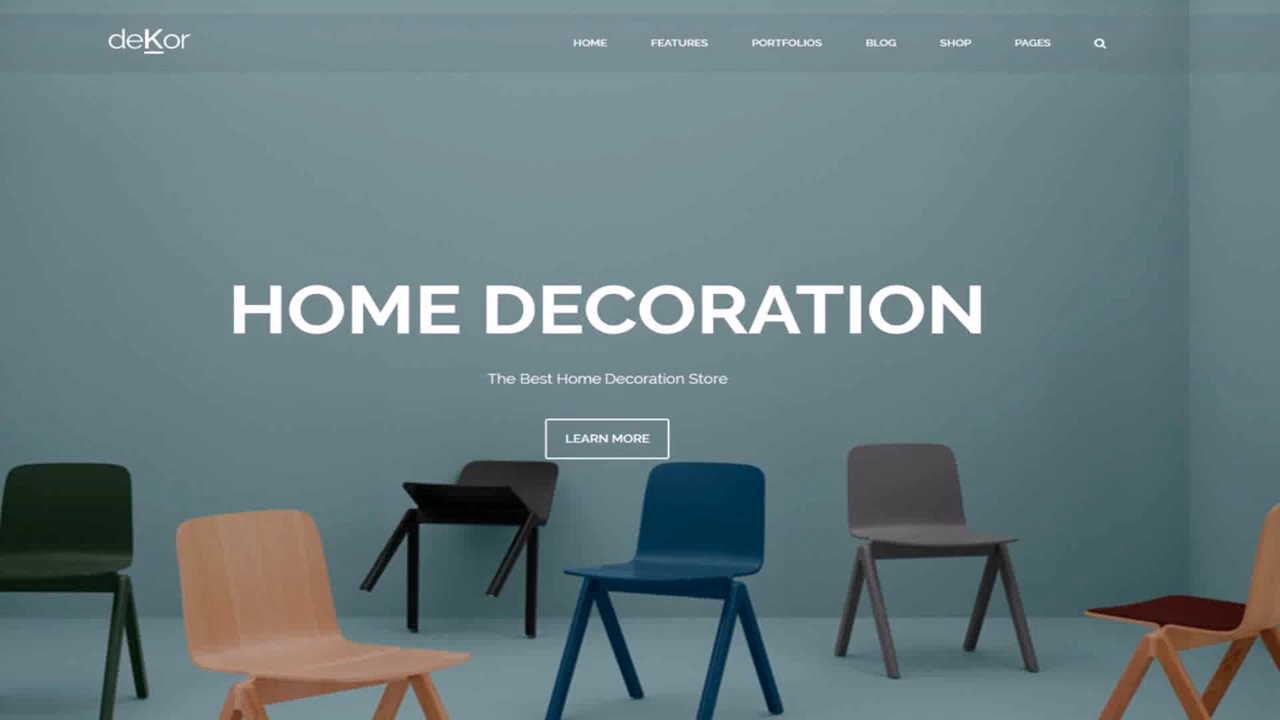 deKor
HOME FEATURES PORTFOLIOS BLOG SHOP PAGES
HOME DECORATION
The Best Home Decoration Store
LEARN MORE